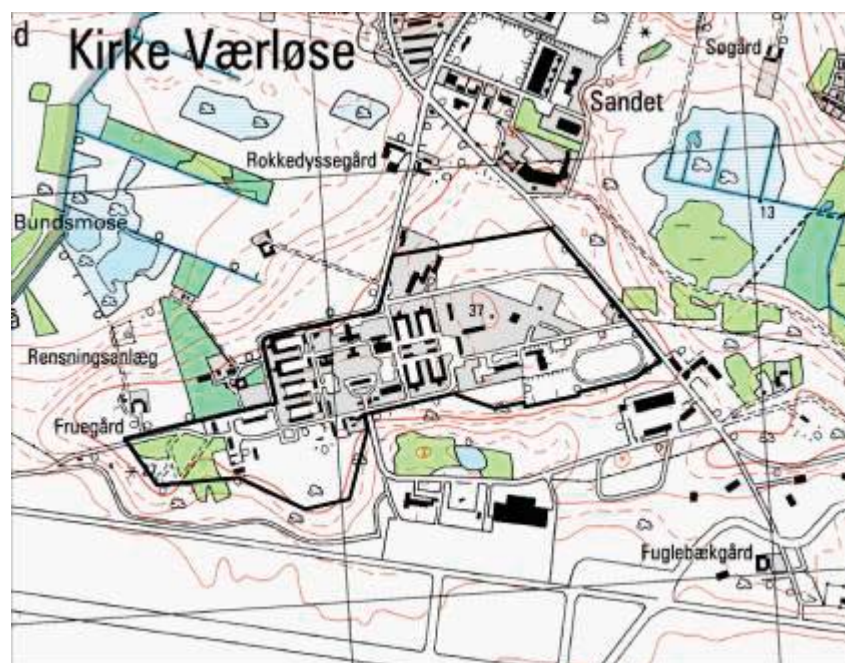 d
Kirke Værløse
Søgård
Sandet
Rokkedyssegård
13
Bundsmose
37
Rensningsanlæg
Fruegård
Fuglebækgård
D